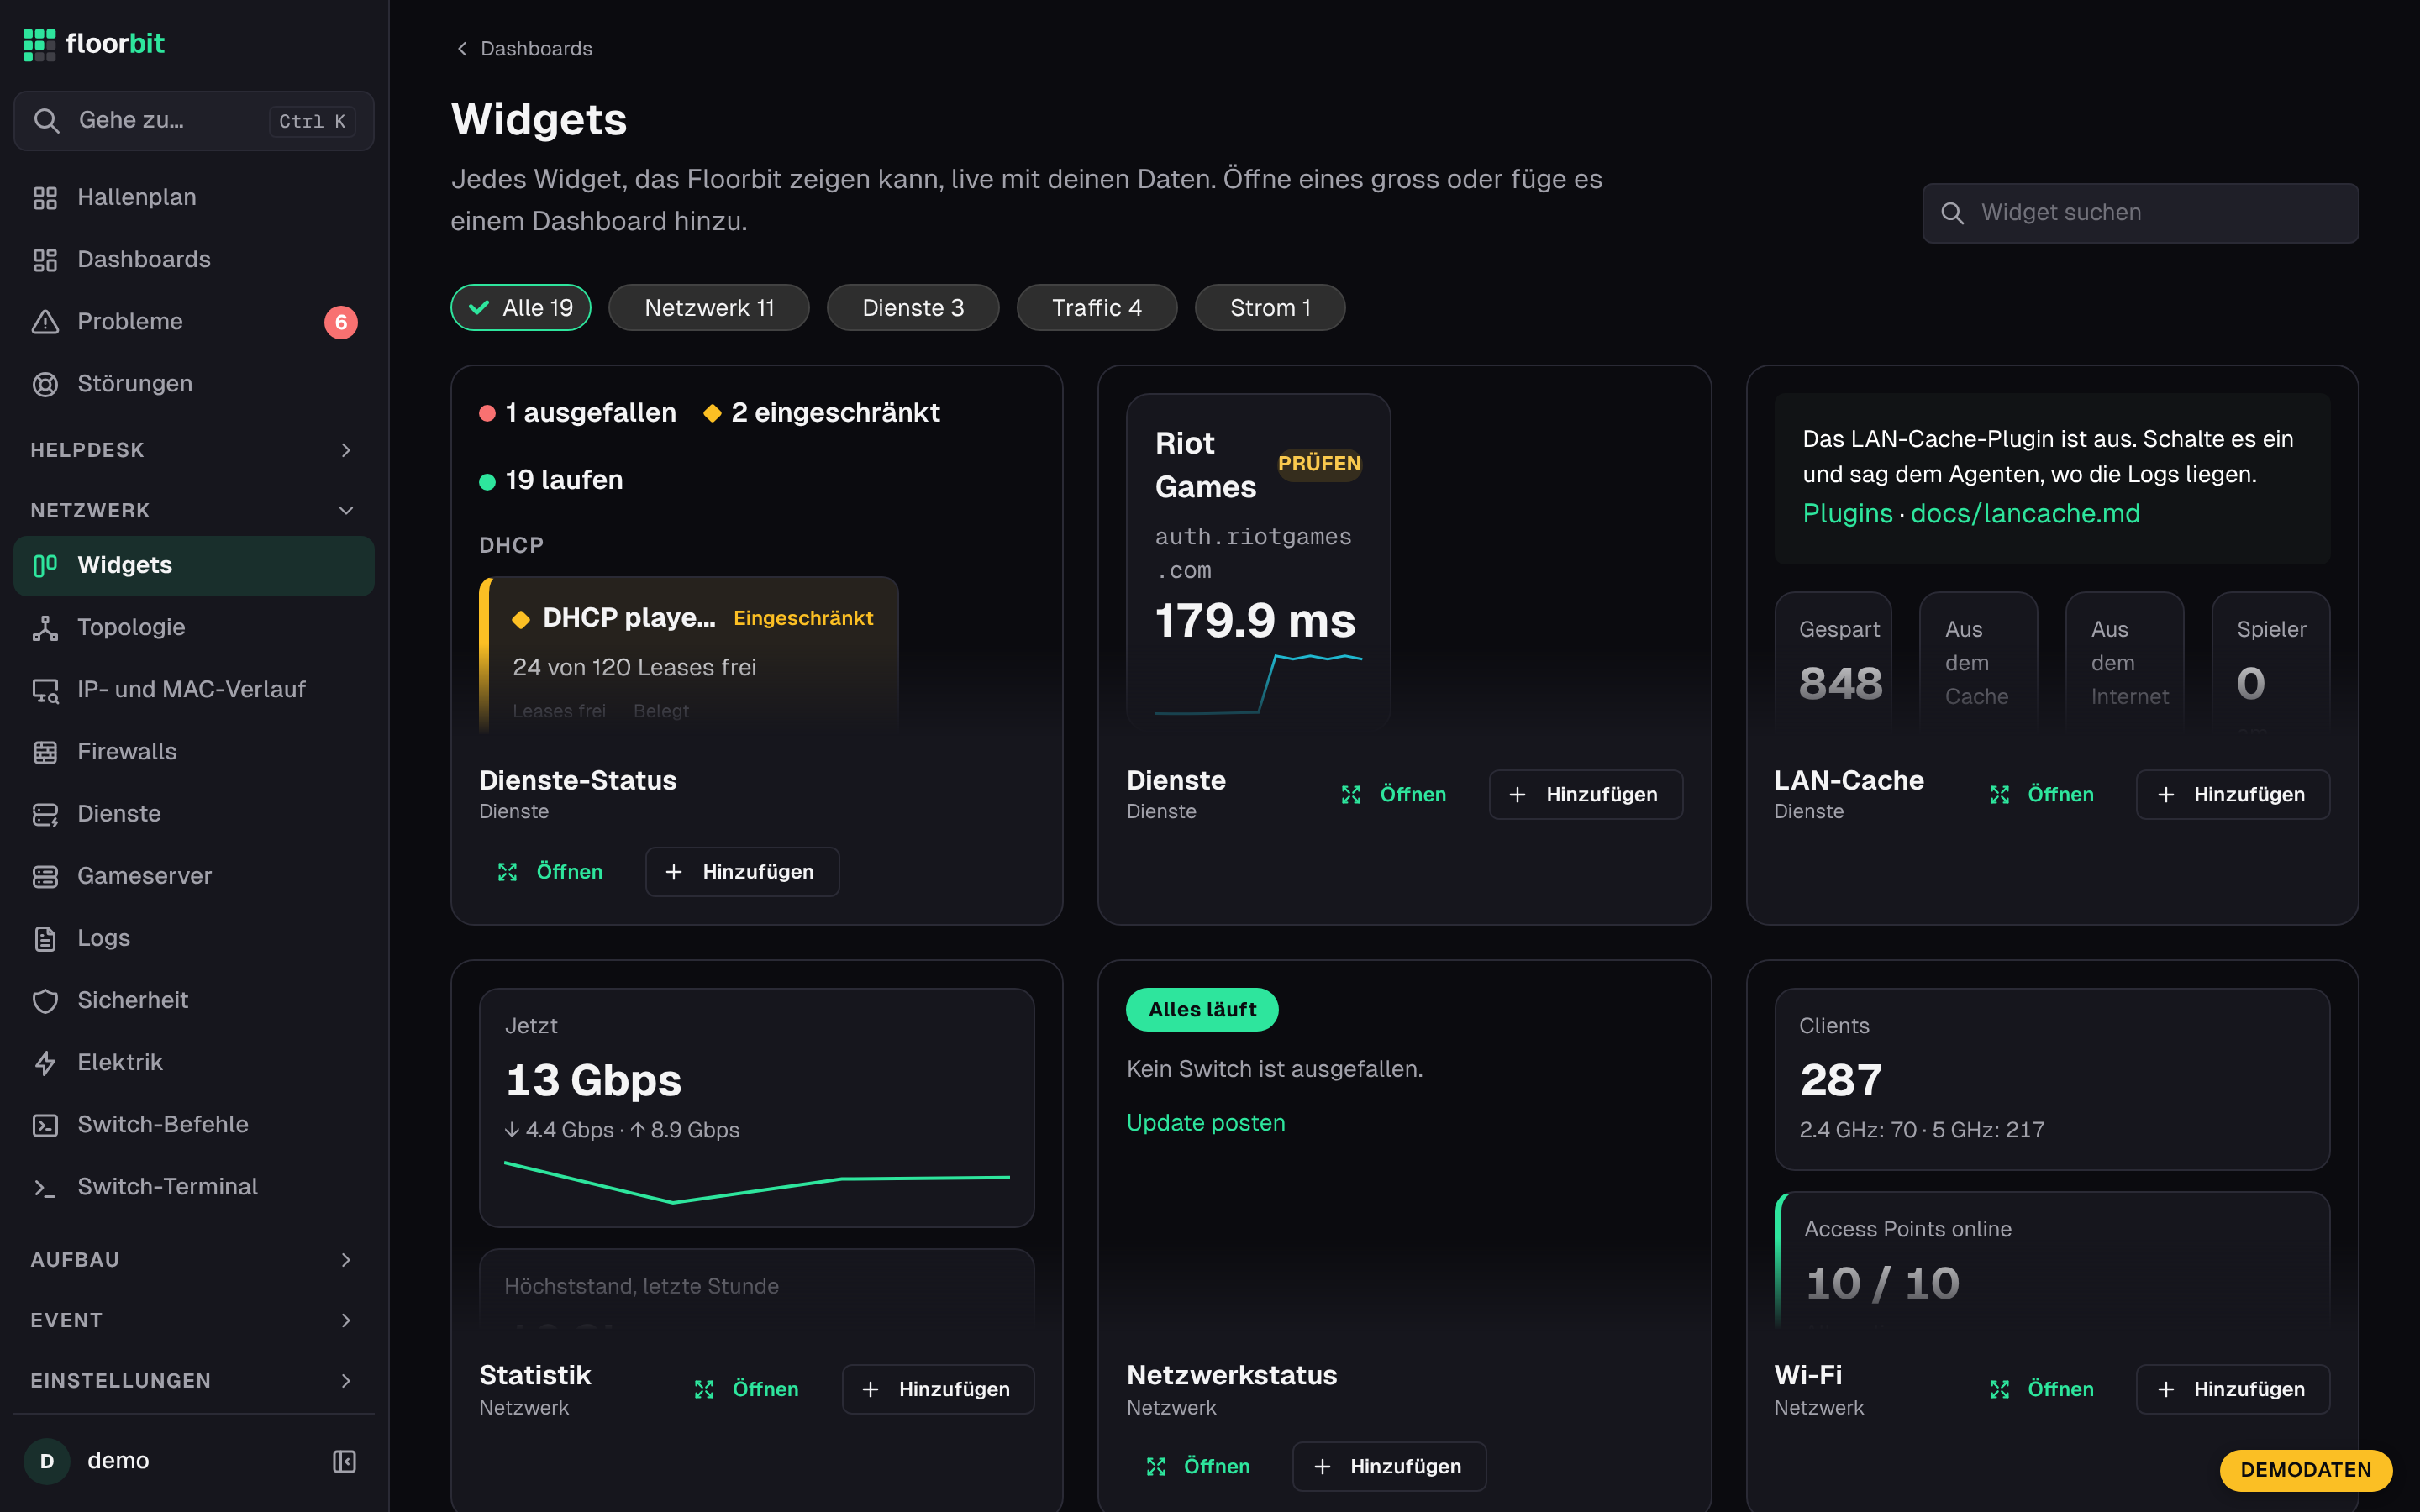 floorbit
Gehe zu...
Ctrl K
Hallenplan
Dashboards
Probleme
6
Störungen
HELPDESK
NETZWERK
Widgets
Topologie
IP- und MAC-Verlauf
Firewalls
Dienste
Gameserver
Logs
Sicherheit
Elektrik
Switch-Befehle
Switch-Terminal
AUFBAU
EVENT
EINSTELLUNGEN
D
demo
Dashboards
Widgets
Jedes Widget, das Floorbit zeigen kann, live mit deinen Daten. Öffne eines gross oder füge es
einem Dashboard hinzu.
Widget suchen
Alle 19
Netzwerk 11
Dienste 3
Traffic 4
Strom 1
1 ausgefallen
2 eingeschränkt
19 laufen
DHCP
DHCP playe...
Eingeschränkt
24 von 120 Leases frei
Leases frei
Belegt
Dienste-Status
Dienste
Öffnen
Hinzufügen
Riot
Games
PRÜFEN
auth.riotgames
.com
179.9 ms
Dienste
Dienste
Öffnen
Hinzufügen
Das LAN-Cache-Plugin ist aus. Schalte es ein
und sag dem Agenten, wo die Logs liegen.
Plugins · docs/lancache.md
Gespart
848
Aus
dem
Cache
Aus
dem
Internet
Spieler
0
LAN-Cache
Dienste
Öffnen
Hinzufügen
Jetzt
13 Gbps
↓ 4.4 Gbps · ↑ 8.9 Gbps
Höchststand, letzte Stunde
Statistik
Netzwerk
Öffnen
Hinzufügen
Alles läuft
Kein Switch ist ausgefallen.
Update posten
Netzwerkstatus
Netzwerk
Öffnen
Hinzufügen
Clients
287
2.4 GHz: 70 · 5 GHz: 217
Access Points online
10 / 10
Wi-Fi
Netzwerk
Öffnen
Hinzufügen
DEMODATEN